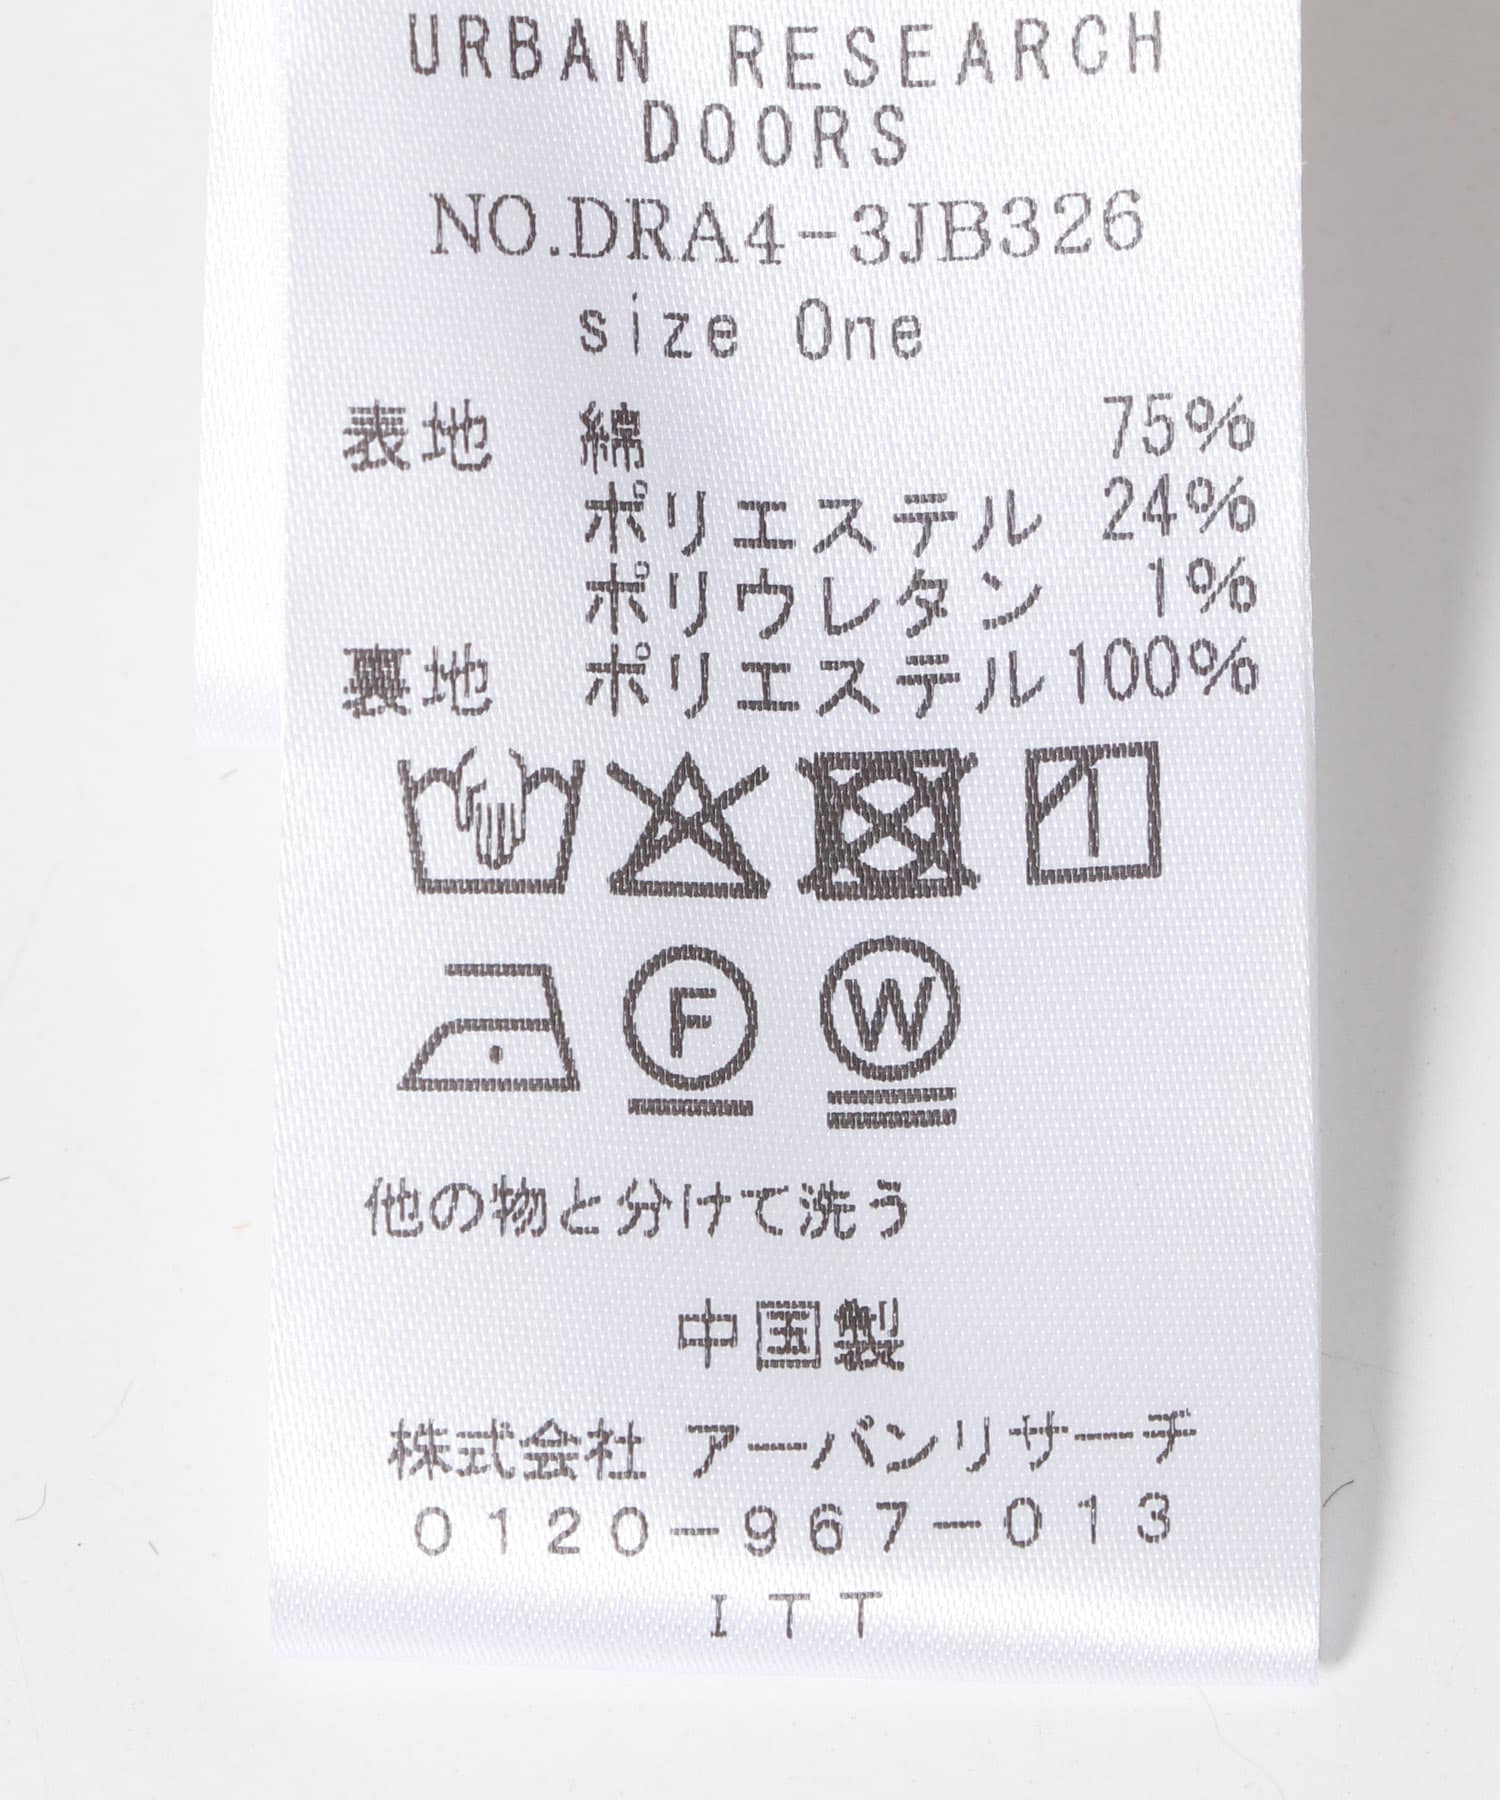 URBAN RESEARCH
DOORS
NO.DRA4-3JB326
size One
表地 綿 75%
ポリエステル 24%
ポリウレタン 1%
裏地 ポリエステル 100%
F W
他の物と分けて洗う
中国製
株式会社 アーバンリサーチ
0120-967-013
ITT